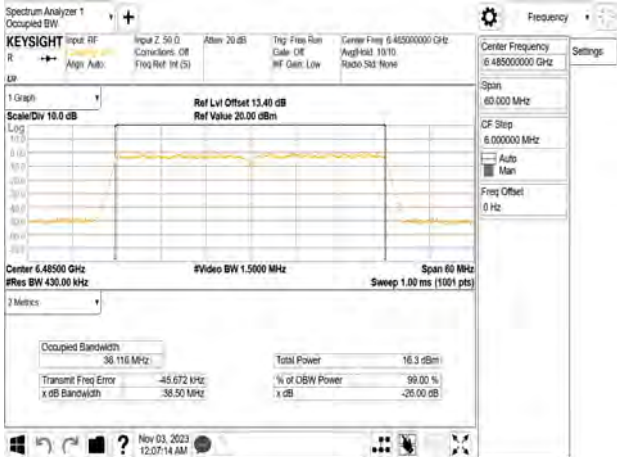 Spectrum Analyzer 1
Occupied BW
+
Frequency
KEYSIGHT Input: RF
R
Align: Auto
LV
Input Z: 50 Ω
Corrections: Off
Freq Ref: Int (S)
Atten: 20 dB
Trig: Free Run
Gate: Off
#IF Gain: Low
Center Freq: 6.485000000 GHz
Avg|Hold: 10/10
Radio Std: None
Center Frequency
6.485000000 GHz
Settings
Span
60.000 MHz
CF Step
6.000000 MHz
Auto
Man
Freq Offset
0 Hz
1 Graph
Scale/Div 10.0 dB
Ref Lvl Offset 13.40 dB
Ref Value 20.00 dBm
Log
10.0
0.00
Center 6.48500 GHz
#Res BW 430.00 kHz
#Video BW 1.5000 MHz
Span 60 MHz
Sweep 1.00 ms (1001 pts)
2 Metrics
Occupied Bandwidth
38.116 MHz
Total Power
16.3 dBm
Transmit Freq Error
-45.672 kHz
% of OBW Power
99.00 %
x dB Bandwidth
38.50 MHz
x dB
-26.00 dB
?
Nov 03, 2023
12:07:14 AM